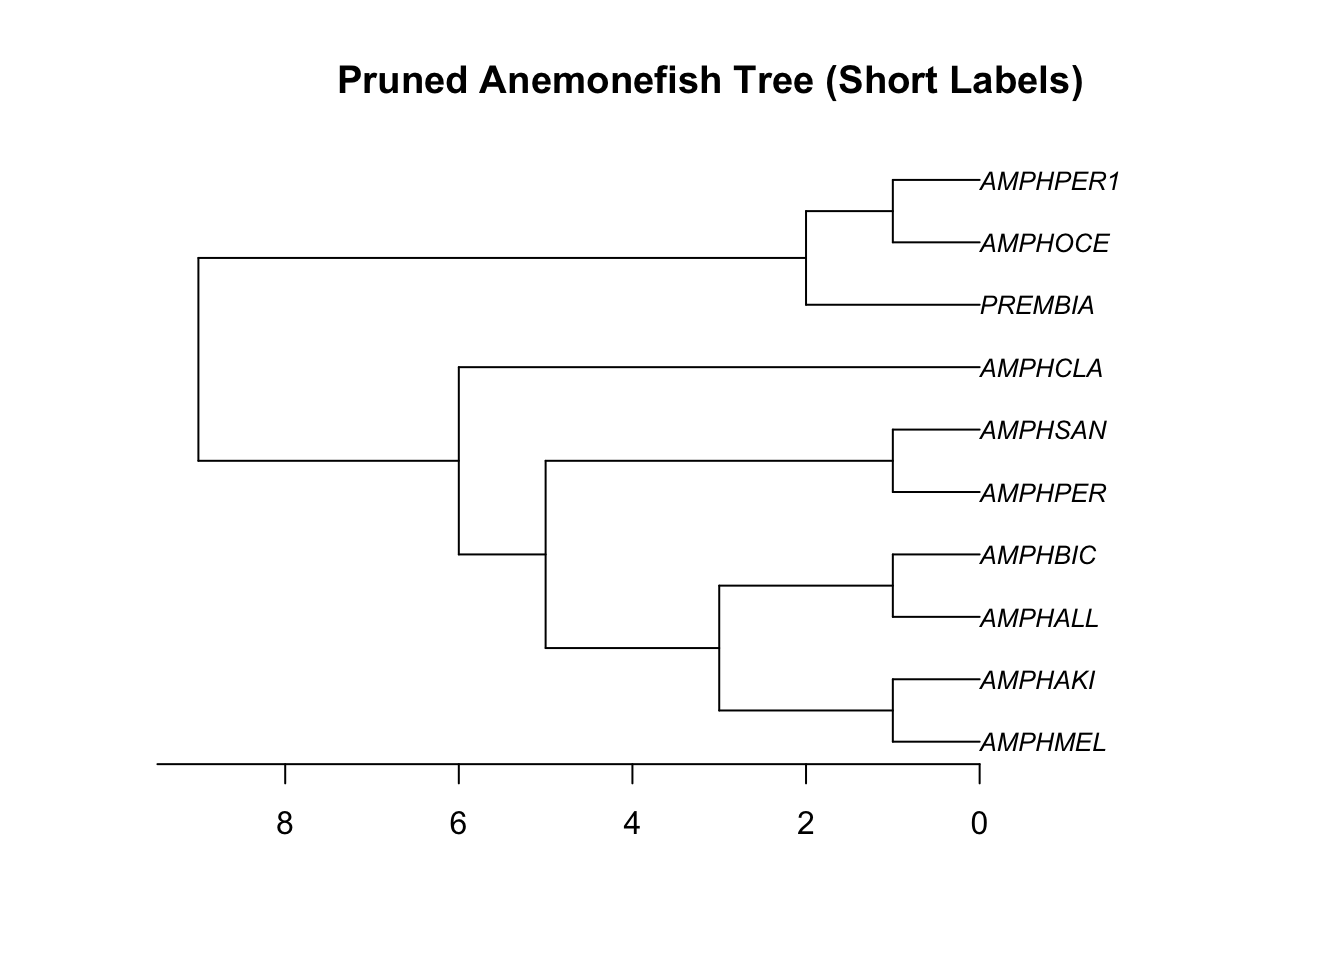 Pruned Anemonefish Tree (Short Labels)
AMPHPER1
AMPHOCE
PREMBIA
AMPHCLA
AMPHSAN
AMPHPER
AMPHBIC
AMPHALL
AMPHAKI
AMPHMEL
8 6 4 2 0